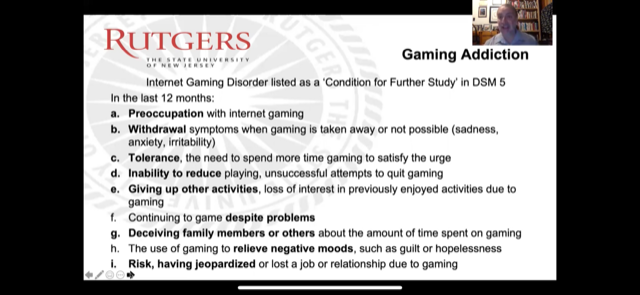 RUTGERS
THE STATE UNIVERSITY
OF NEW JERSEY
Gaming Addiction
Internet Gaming Disorder listed as a 'Condition for Further Study' in DSM 5
In the last 12 months:
a. Preoccupation with internet gaming
b. Withdrawal symptoms when gaming is taken away or not possible (sadness,
anxiety, irritability)
c. Tolerance, the need to spend more time gaming to satisfy the urge
d. Inability to reduce playing, unsuccessful attempts to quit gaming
e. Giving up other activities, loss of interest in previously enjoyed activities due to
gaming
f. Continuing to game despite problems
g. Deceiving family members or others about the amount of time spent on gaming
h. The use of gaming to relieve negative moods, such as guilt or hopelessness
i. Risk, having jeopardized or lost a job or relationship due to gaming